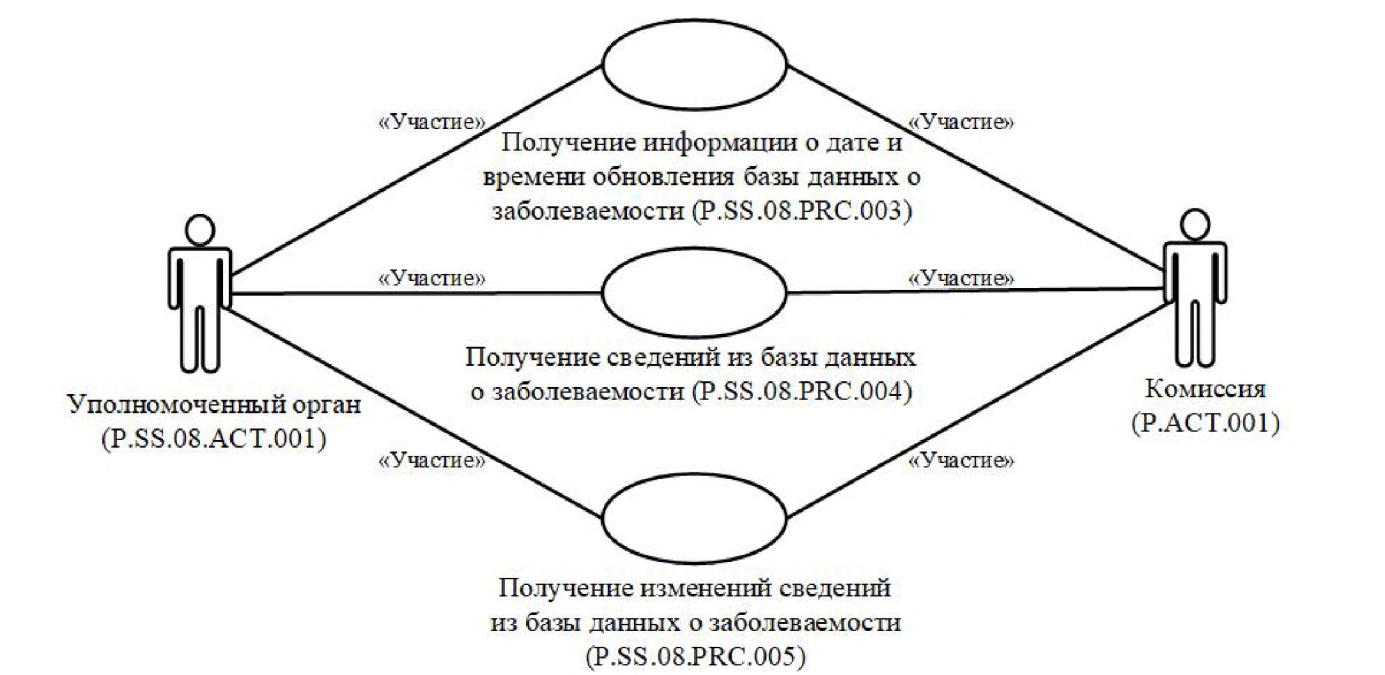 «Участие»
«Участие»
Получение информации о дате и
времени обновления базы данных о
заболеваемости (P.SS.08.PRC.003)
«Участие»
«Участие»
Получение сведений из базы данных
о заболеваемости (P.SS.08.PRC.004)
Уполномоченный орган
(P.SS.08.ACT.001)
Комиссия
(P.ACT.001)
«Участие»
«Участие»
Получение изменений сведений
из базы данных о заболеваемости
(P.SS.08.PRC.005)